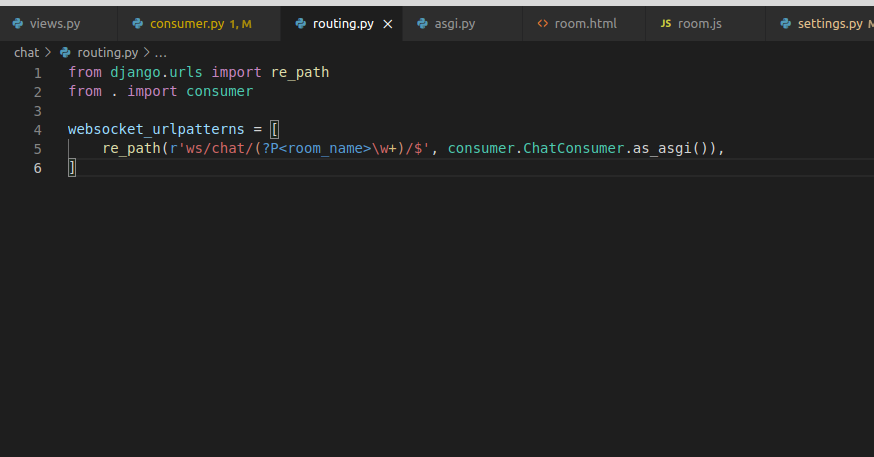 views.py consumer.py 1, M routing.py asgi.py room.html JS room.js settings.py M
chat > routing.py > ...
1 from django.urls import re_path
2 from . import consumer
3
4 websocket_urlpatterns = [
5     re_path(r'ws/chat/(?P<room_name>\w+)/$', consumer.ChatConsumer.as_asgi()),
6 ]